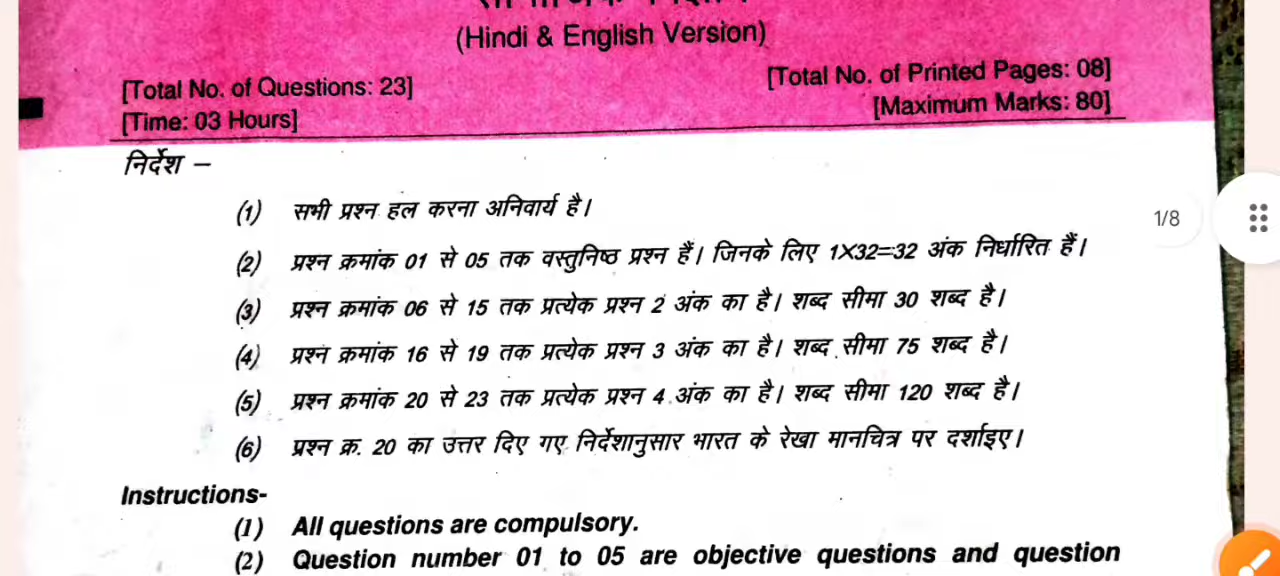 (Hindi & English Version)
[Total No. of Questions: 23]
[Total No. of Printed Pages: 08]
[Time: 03 Hours]
[Maximum Marks: 80]
निर्देश –
(1) सभी प्रश्न हल करना अनिवार्य है।
(2) प्रश्न क्रमांक 01 से 05 तक वस्तुनिष्ठ प्रश्न हैं। जिनके लिए 1X32=32 अंक निर्धारित हैं।
(3) प्रश्न क्रमांक 06 से 15 तक प्रत्येक प्रश्न 2 अंक का है। शब्द सीमा 30 शब्द है।
(4) प्रश्न क्रमांक 16 से 19 तक प्रत्येक प्रश्न 3 अंक का है। शब्द सीमा 75 शब्द है।
(5) प्रश्न क्रमांक 20 से 23 तक प्रत्येक प्रश्न 4 अंक का है। शब्द सीमा 120 शब्द है।
(6) प्रश्न क्र. 20 का उत्तर दिए गए निर्देशानुसार भारत के रेखा मानचित्र पर दर्शाइए।
1/8
Instructions-
(1) All questions are compulsory.
(2) Question number 01 to 05 are objective questions and question